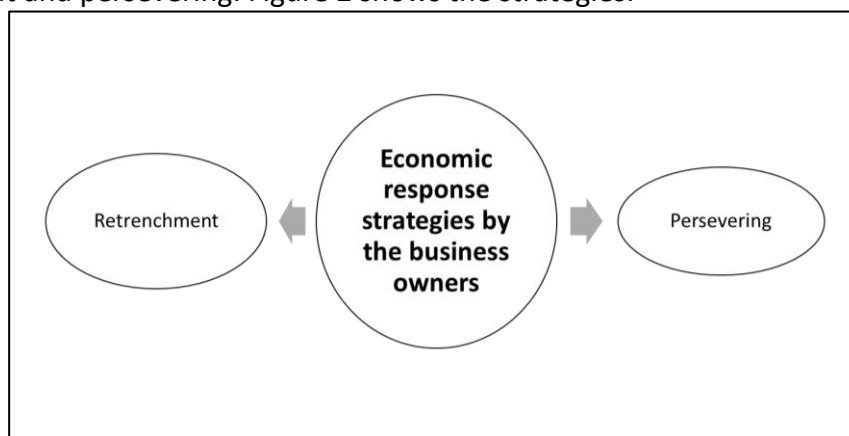 and persevering. Figure 2 shows the strategies.
Retrenchment
Economic
response
strategies by
the business
owners
Persevering